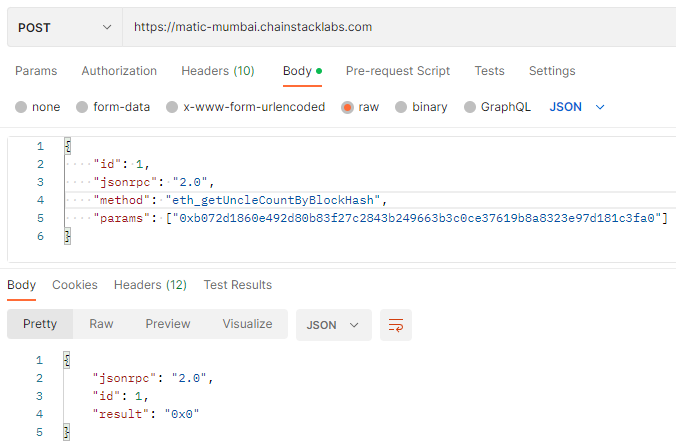 POST https://matic-mumbai.chainstacklabs.com
Params Authorization Headers (10) Body Pre-request Script Tests Settings
none form-data x-www-form-urlencoded raw binary GraphQL JSON
1 {
2 "id": 1,
3 "jsonrpc": "2.0",
4 "method": "eth_getUncleCountByBlockHash",
5 "params": ["0xb072d1860e492d80b83f27c2843b249663b3c0ce37619b8a8323e97d181c3fa0"]
6 }
Body Cookies Headers (12) Test Results
Pretty Raw Preview Visualize JSON
1 {
2 "jsonrpc": "2.0",
3 "id": 1,
4 "result": "0x0"
5 }